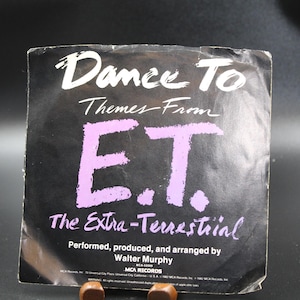 Dance To
Themes From
E.T.
The Extra-Terrestrial
Performed, produced, and arranged by
Walter Murphy
MCA RECORDS